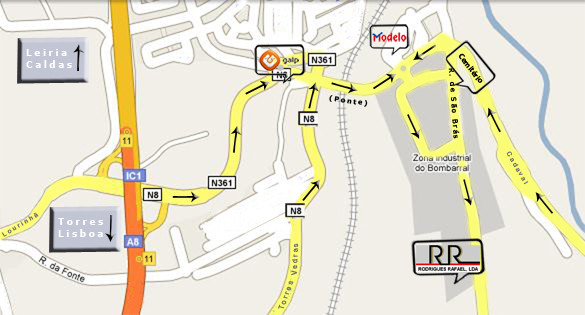 Leiria
Caldas
galp
N8
N361
Modelo
(Ponte)
Cemitério
R. de São Brás
N8
11
Zona Industrial
do Bombarral
IC1
N8
N361
Cadaval
Lourinhã
Torres
Lisboa
N8
A8
11
R. da Fonte
Torres Vedras
RR
RODRIGUES RAFAEL, LDA